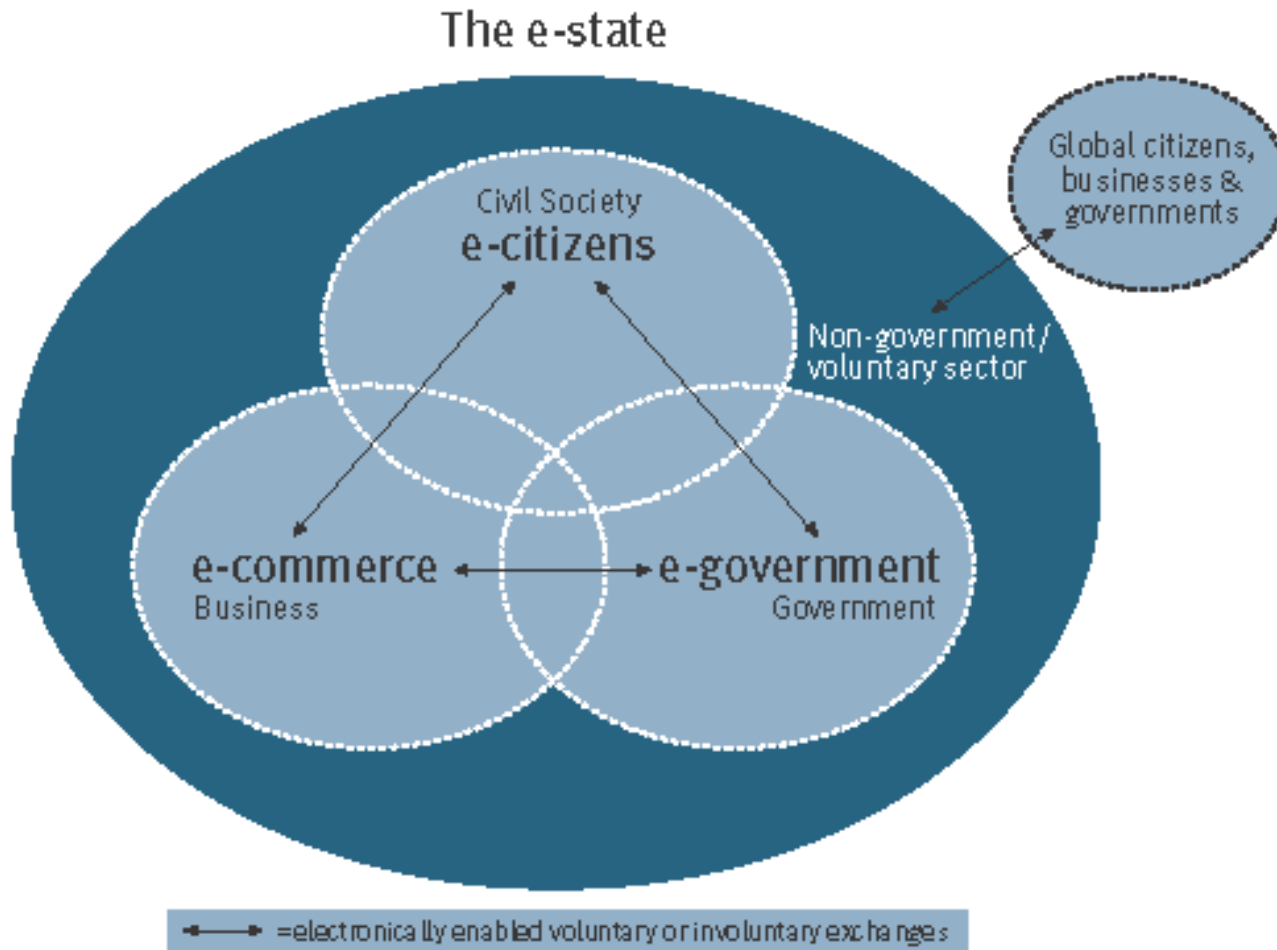 The e-state
Global citizens,
businesses &
governments
Civil Society
e-citizens
Non-government/
voluntary sector
e-commerce
Business
e-government
Government
=electronically enabled voluntary or involuntary exchanges